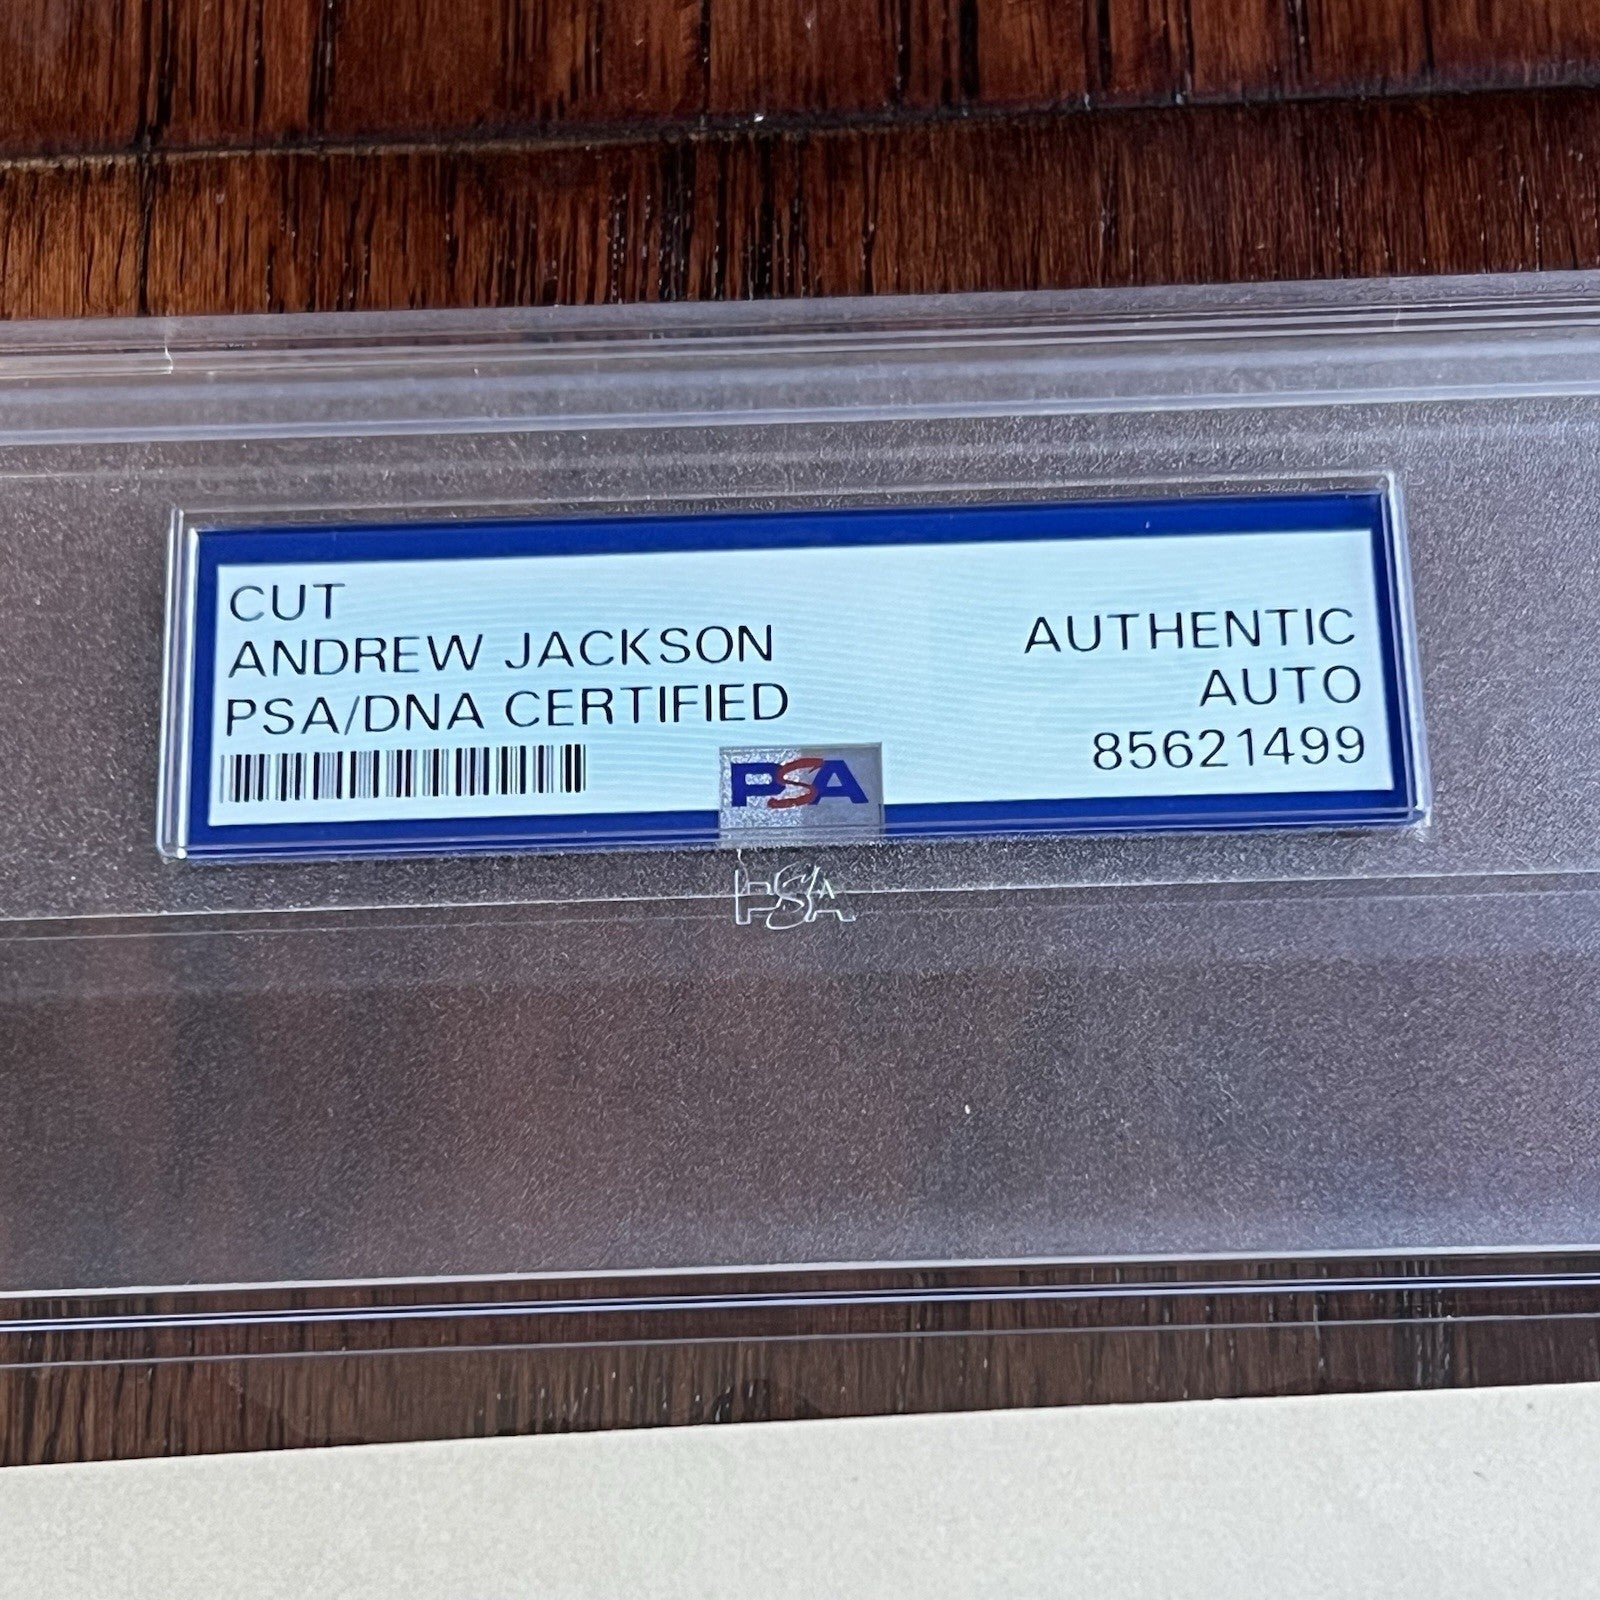 CUT
ANDREW JACKSON
PSA/DNA CERTIFIED
AUTHENTIC
AUTO
85621499
PSA
PSA